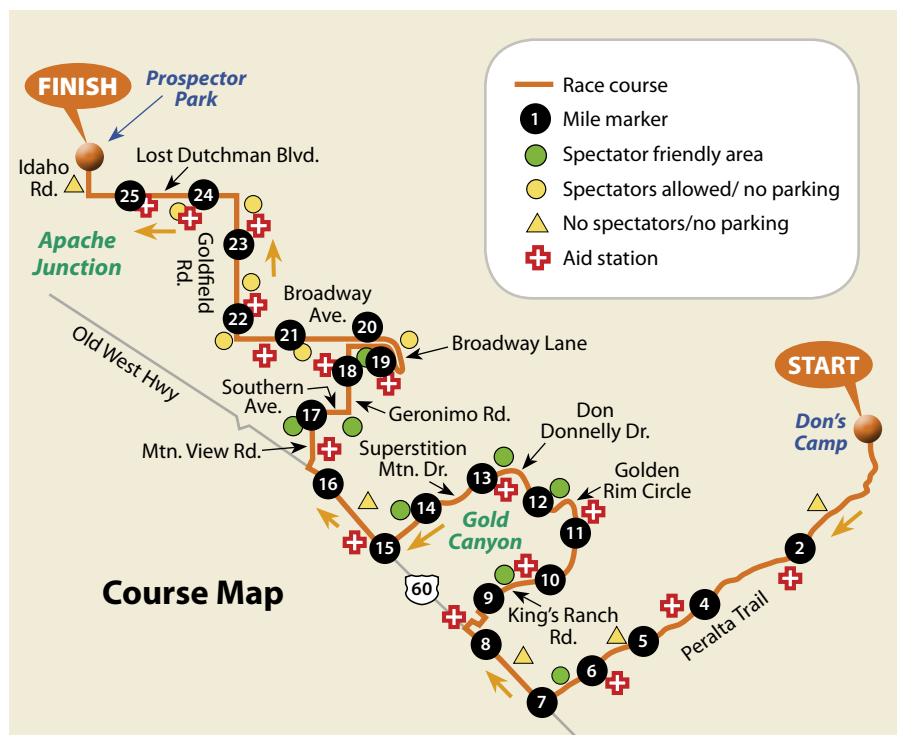 FINISH
Prospector
Park
Idaho
Rd.
Lost Dutchman Blvd.
25
24
23
Apache
Junction
Goldfield
Rd.
22
Broadway
Ave.
21
20
19
18
Broadway Lane
Old West Hwy
Southern
Ave.
17
Geronimo Rd.
Mtn. View Rd.
16
Superstition
Mtn. Dr.
15
14
13
Don
Donnelly Dr.
12
Golden
Rim Circle
11
Gold
Canyon
10
9
King's Ranch
Rd.
60
8
7
6
5
4
2
Peralta Trail
START
Don's
Camp
Course Map
Race course
1
Mile marker
Spectator friendly area
Spectators allowed/ no parking
No spectators/no parking
Aid station